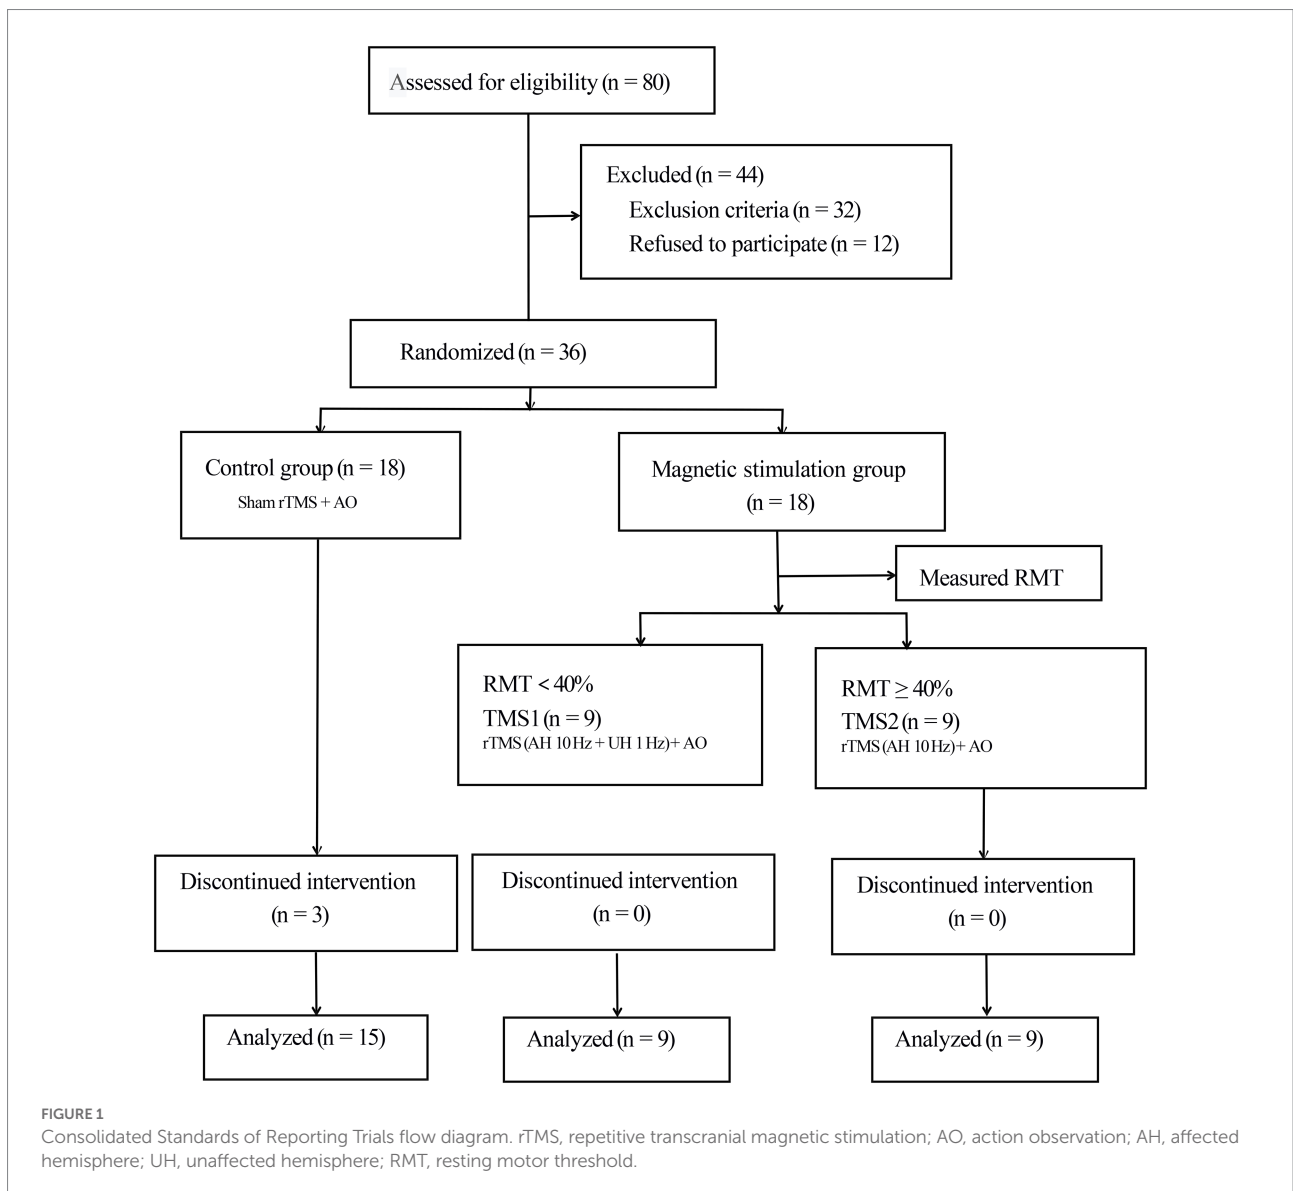 Assessed for eligibility (n = 80)
Excluded (n = 44)
Exclusion criteria (n = 32)
Refused to participate (n = 12)
Randomized (n = 36)
Control group (n = 18)
Sham rTMS + AO
Magnetic stimulation group
(n = 18)
Measured RMT
RMT < 40%
TMS1 (n = 9)
rTMS (AH 10 Hz + UH 1 Hz) + AO
RMT ≥ 40%
TMS2 (n = 9)
rTMS (AH 10 Hz) + AO
Discontinued intervention
(n = 3)
Discontinued intervention
(n = 0)
Discontinued intervention
(n = 0)
Analyzed (n = 15)
Analyzed (n = 9)
Analyzed (n = 9)
FIGURE 1
Consolidated Standards of Reporting Trials flow diagram. rTMS, repetitive transcranial magnetic stimulation; AO, action observation; AH, affected
hemisphere; UH, unaffected hemisphere; RMT, resting motor threshold.